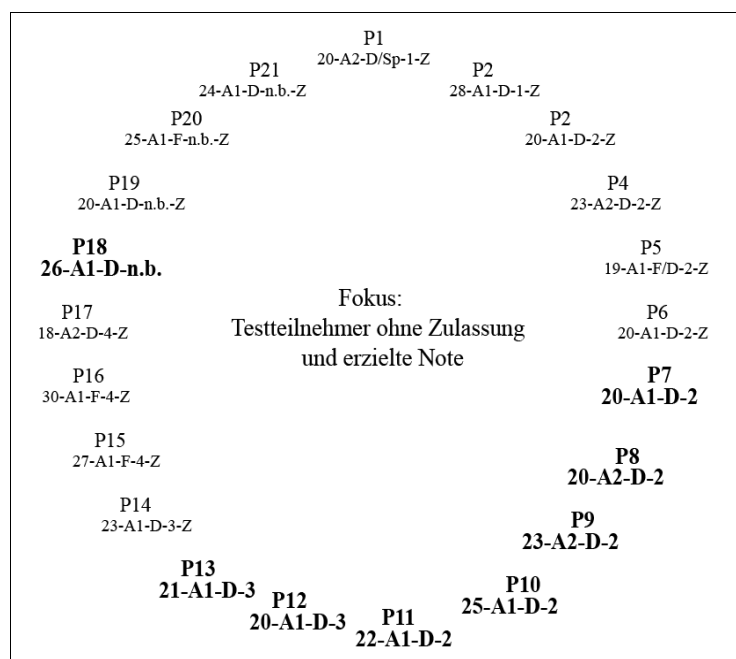 P1
20-A2-D/Sp-1-Z
P2
28-A1-D-1-Z
P2
20-A1-D-2-Z
P4
23-A2-D-2-Z
P5
19-A1-F/D-2-Z
P6
20-A1-D-2-Z
P7
20-A1-D-2
P8
20-A2-D-2
P9
23-A2-D-2
P10
25-A1-D-2
P11
22-A1-D-2
P12
20-A1-D-3
P13
21-A1-D-3
P14
23-A1-D-3-Z
P15
27-A1-F-4-Z
P16
30-A1-F-4-Z
P17
18-A2-D-4-Z
P18
26-A1-D-n.b.
P19
20-A1-D-n.b.-Z
P20
25-A1-F-n.b.-Z
P21
24-A1-D-n.b.-Z
Fokus:
Testteilnehmer ohne Zulassung
und erzielte Note